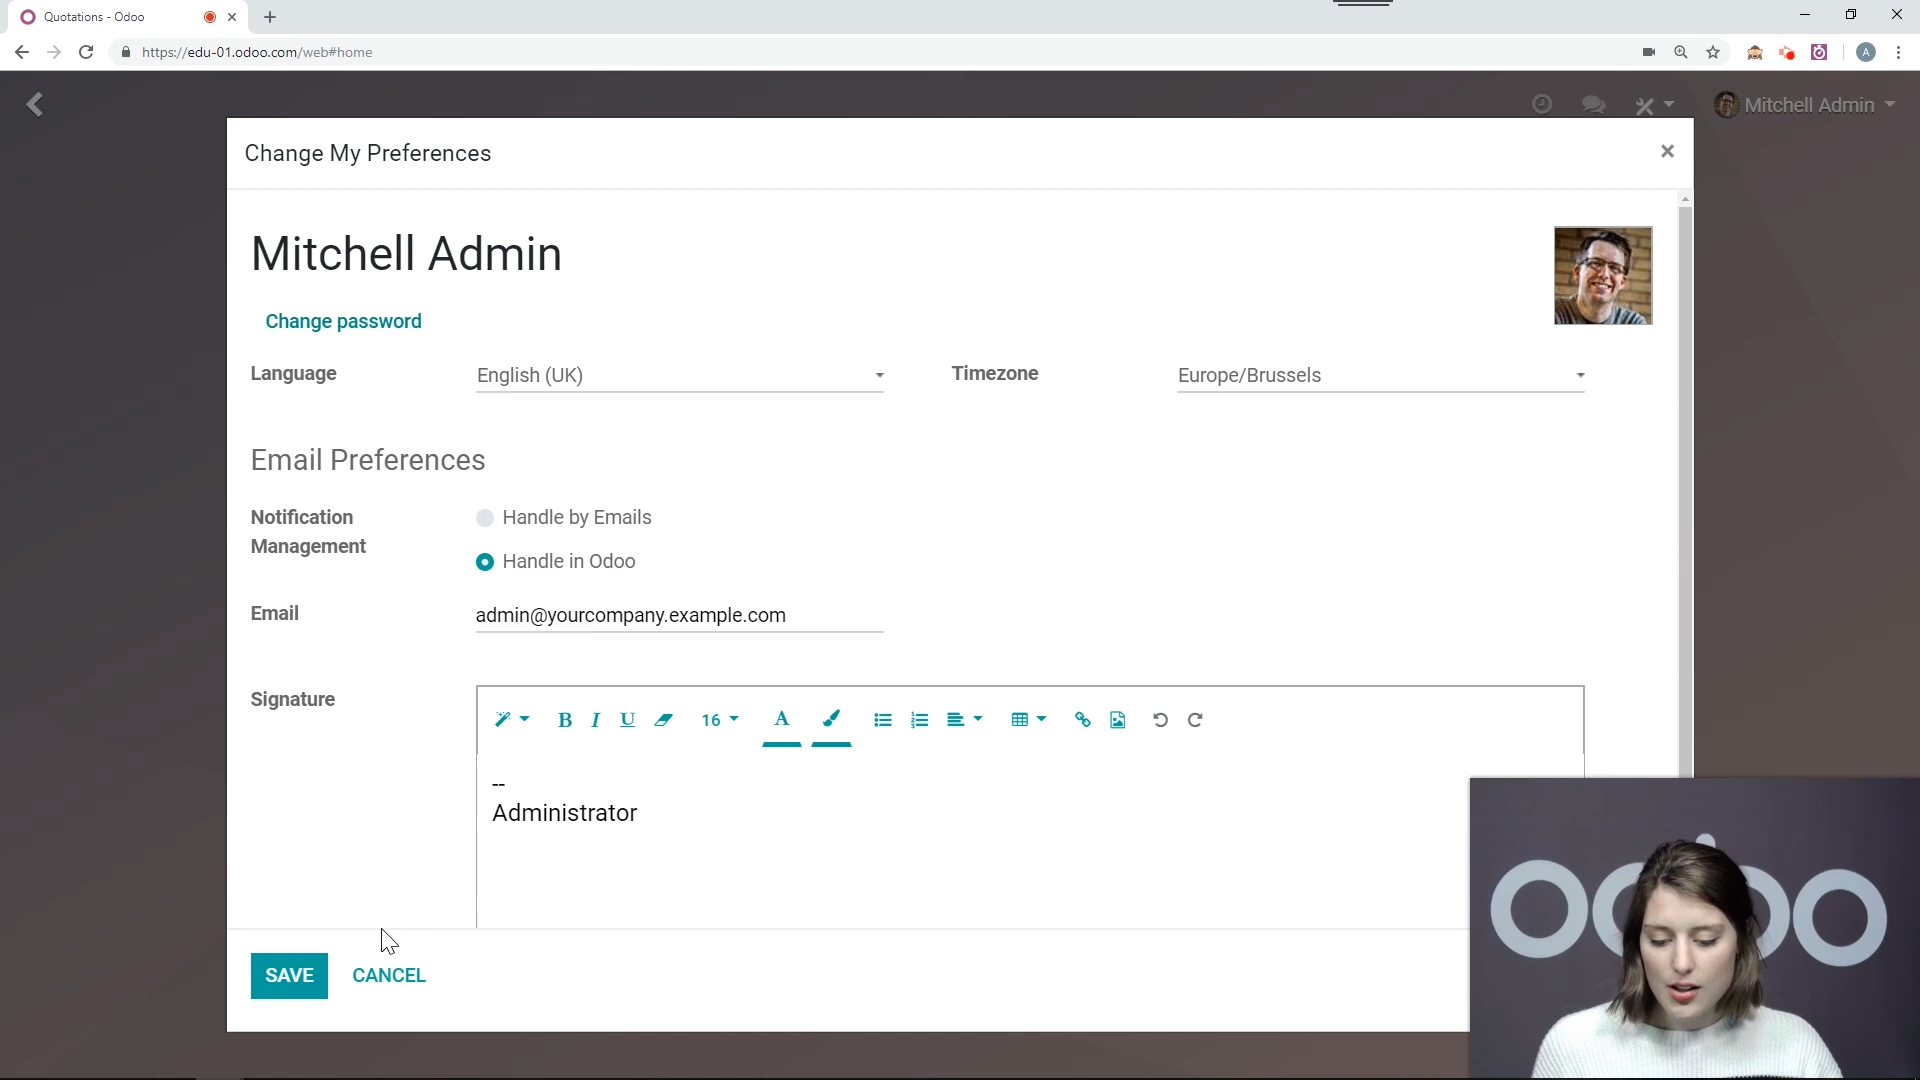 Quotations - Odoo
https://edu-01.odoo.com/web#home
A
Mitchell Admin
Change My Preferences
Mitchell Admin
Change password
Language
English (UK)
Timezone
Europe/Brussels
Email Preferences
Notification
Management
Handle by Emails
Handle in Odoo
Email
admin@yourcompany.example.com
Signature
B I U 16 A
--
Administrator
SAVE
CANCEL
odoo